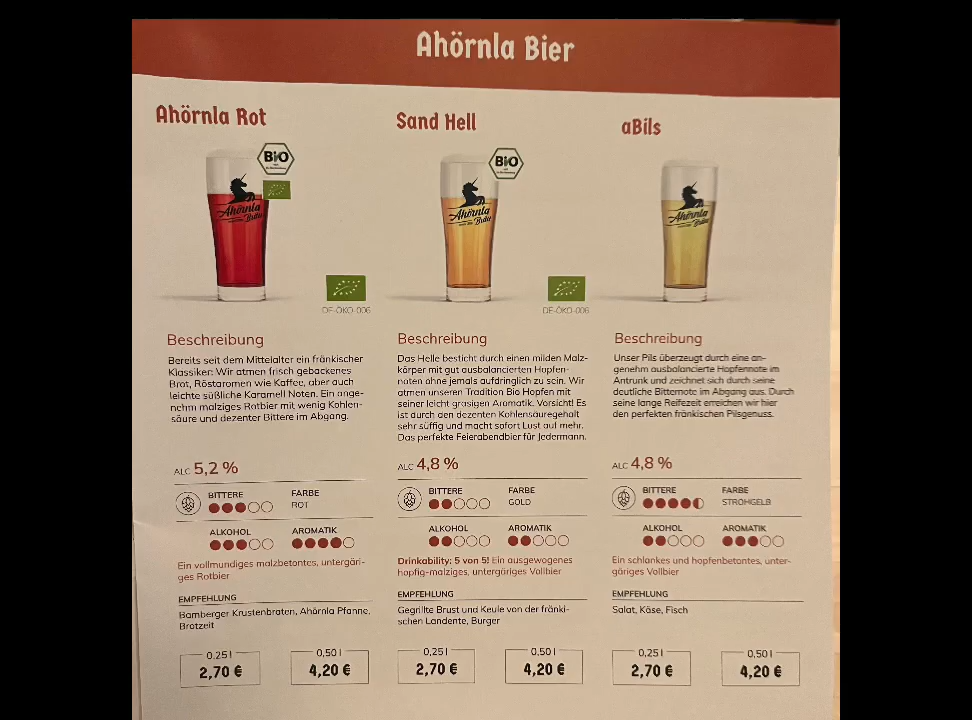 Ahörnla Bier
Ahörnla Rot
BIO
Ahörnla
Bräu
DE-ÖKO-006
Beschreibung
Bereits seit dem Mittelalter ein fränkischer
Klassiker: Wir atmen frisch gebackenes
Brot, Röstaromen wie Kaffee, aber auch
leichte süßliche Karamell Noten. Ein ange-
nehm malziges Rotbier mit wenig Kohlen-
säure und dezenter Bittere im Abgang.
ALC 5,2 %
BITTERE
FARBE
ROT
ALKOHOL
AROMATIK
Ein vollmundiges malzbetontes, untergäri-
ges Rotbier
EMPFEHLUNG
Bamberger Krustenbraten, Ahörnla Pfanne,
Brotzeit
0,25 l
2,70 €
0,50 l
4,20 €
Sand Hell
BIO
Ahörnla
Bräu
DE-ÖKO-006
Beschreibung
Das Helle besticht durch einen milden Malz-
körper mit gut ausbalancierten Hopfen-
noten ohne jemals aufdringlich zu sein. Wir
atmen unseren Tradition Bio Hopfen mit
seiner leicht grasigen Aromatik. Vorsicht! Es
ist durch den dezenten Kohlensäuregehalt
sehr süffig und macht sofort Lust auf mehr.
Das perfekte Feierabendbier für Jedermann.
ALC 4,8 %
BITTERE
FARBE
GOLD
ALKOHOL
AROMATIK
Drinkability: 5 von 5! Ein ausgewogenes
hopfig-malziges, untergäriges Vollbier
EMPFEHLUNG
Gegrillte Brust und Keule von der fränki-
schen Landente, Burger
0,25 l
2,70 €
0,50 l
4,20 €
aBils
Ahörnla
Bräu
Beschreibung
Unser Pils überzeugt durch eine an-
genehm ausbalancierte Hopfennote im
Antrunk und zeichnet sich durch seine
deutliche Bitternote im Abgang aus. Durch
seine lange Reifezeit erreichen wir hier
den perfekten fränkischen Pilsgenuss.
ALC 4,8 %
BITTERE
FARBE
STROHGELB
ALKOHOL
AROMATIK
Ein schlankes und hopfenbetontes, unter-
gäriges Vollbier
EMPFEHLUNG
Salat, Käse, Fisch
0,25 l
2,70 €
0,50 l
4,20 €